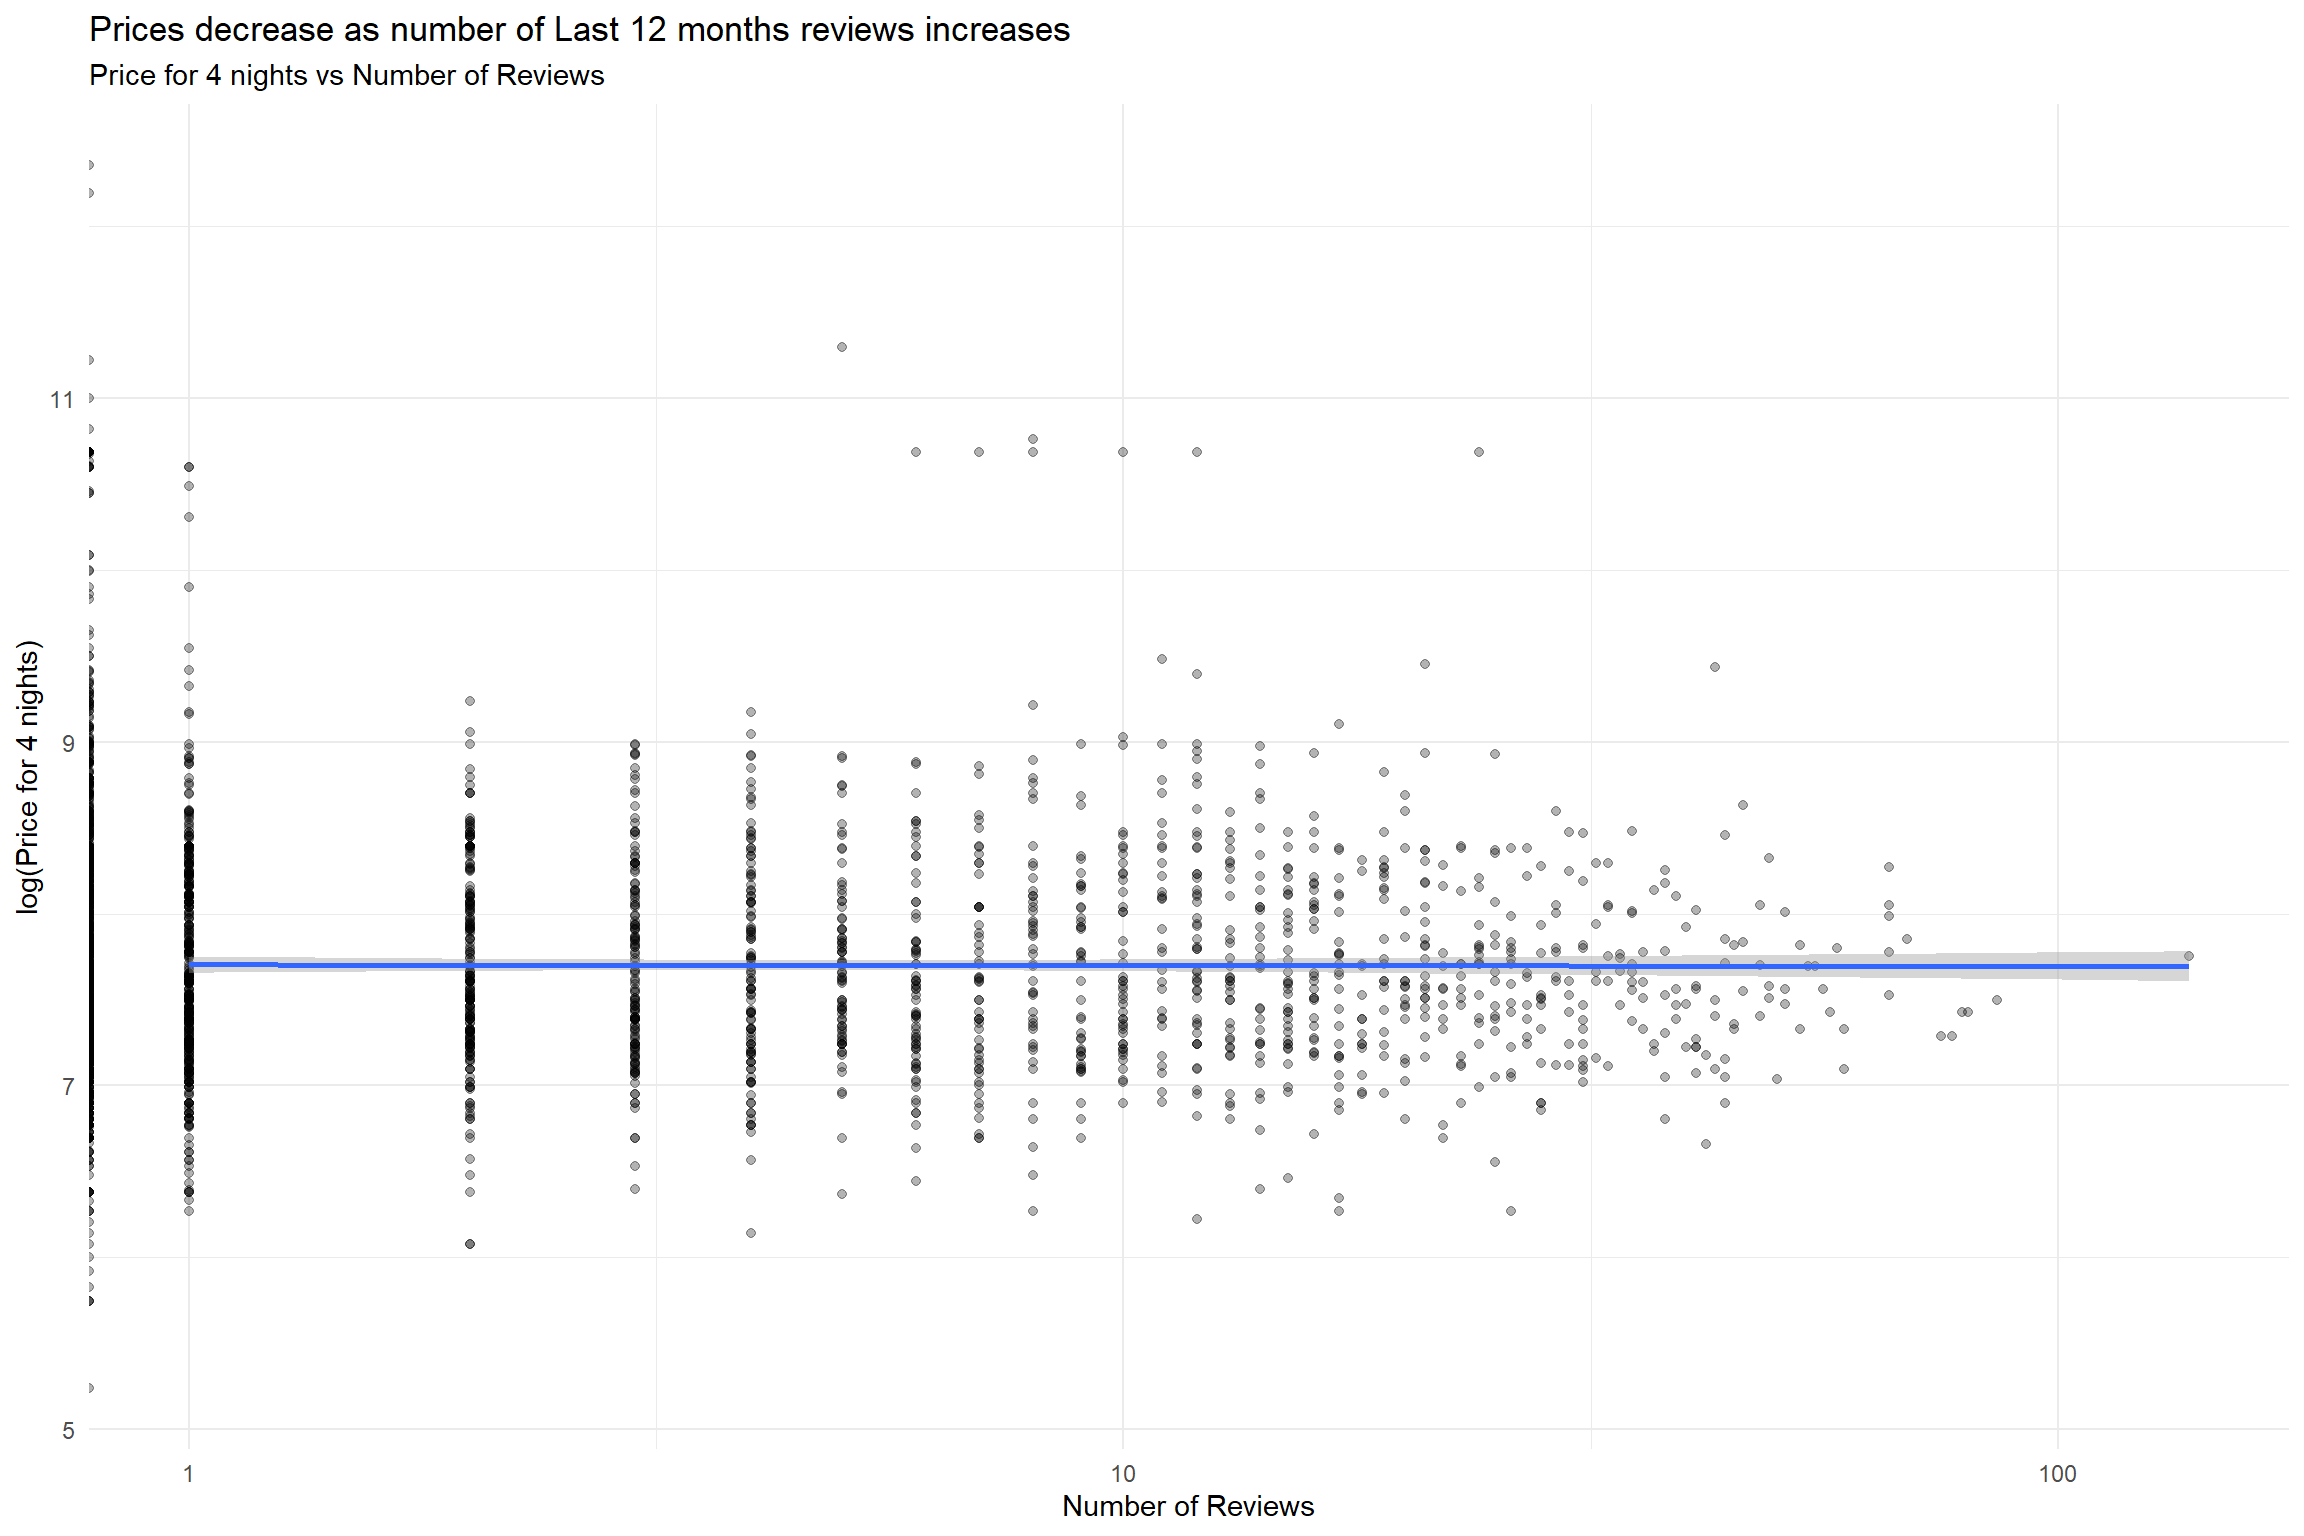 Prices decrease as number of Last 12 months reviews increases
Price for 4 nights vs Number of Reviews
log(Price for 4 nights)
11
9
7
5
1
10
100
Number of Reviews